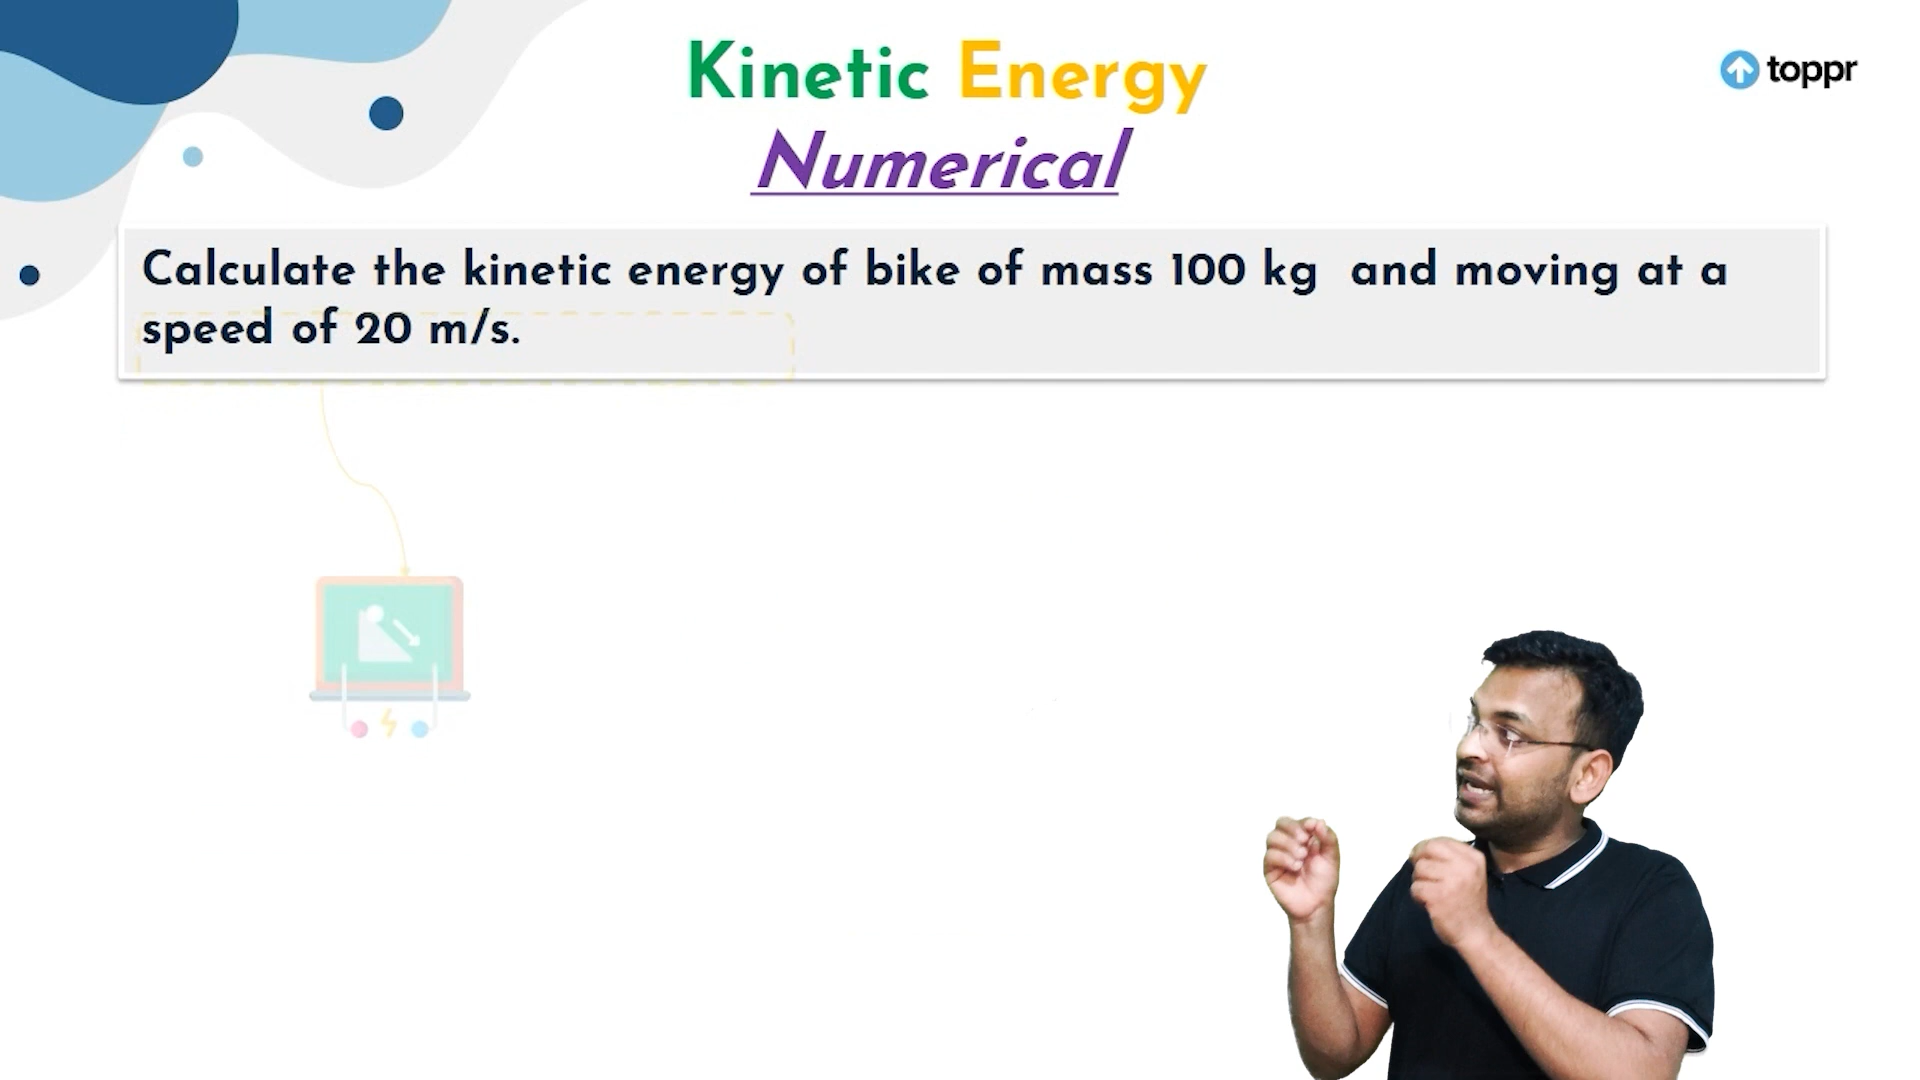 Kinetic Energy
toppr
Numerical
Calculate the kinetic energy of bike of mass 100 kg  and moving at a
speed of 20 m/s.